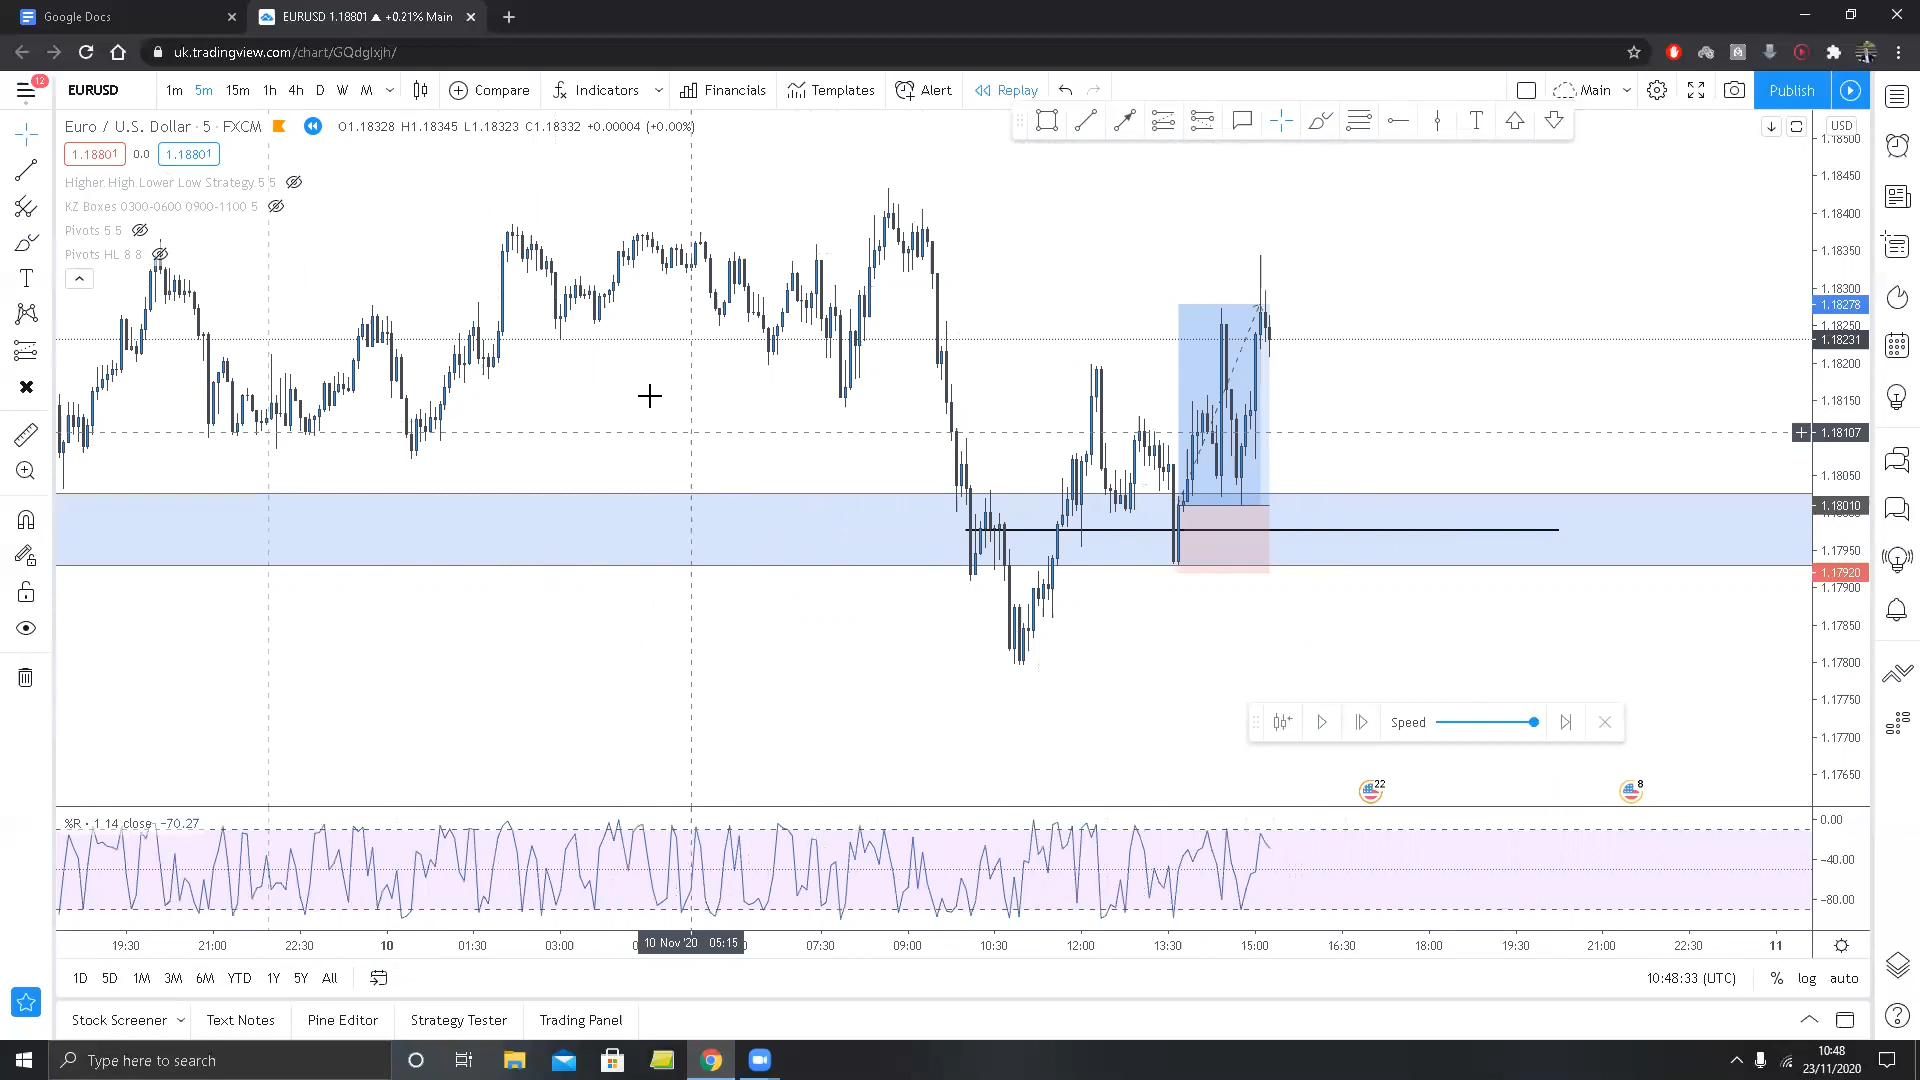 Google Docs
EURUSD 1.18801 ▲ +0.21% Main
uk.tradingview.com/chart/GQdglxjh/
12
EURUSD
1m 5m 15m 1h 4h D W M
Compare
Indicators
Financials
Templates
Alert
Replay
Main
Publish
Euro / U.S. Dollar · 5 · FXCM
O1.18328 H1.18345 L1.18323 C1.18332 +0.00004 (+0.00%)
USD
1.18801 0.0 1.18801
Higher High Lower Low Strategy 5 5
KZ Boxes 0300-0600 0900-1100 5
Pivots 5 5
Pivots HL 8 8
1.18500
1.18450
1.18400
1.18350
1.18300
1.18278
1.18250
1.18231
1.18200
1.18150
1.18107
1.18050
1.18010
1.17950
1.17920
1.17900
1.17850
1.17800
1.17750
1.17700
1.17650
Speed
22
8
%R · 1 14 close -70.27
0.00
-40.00
-80.00
19:30 21:00 22:30 10 01:30 03:00 10 Nov '20 05:15 07:30 09:00 10:30 12:00 13:30 15:00 16:30 18:00 19:30 21:00 22:30 11
1D 5D 1M 3M 6M YTD 1Y 5Y All
10:48:33 (UTC) % log auto
Stock Screener Text Notes Pine Editor Strategy Tester Trading Panel
Type here to search
10:48
23/11/2020